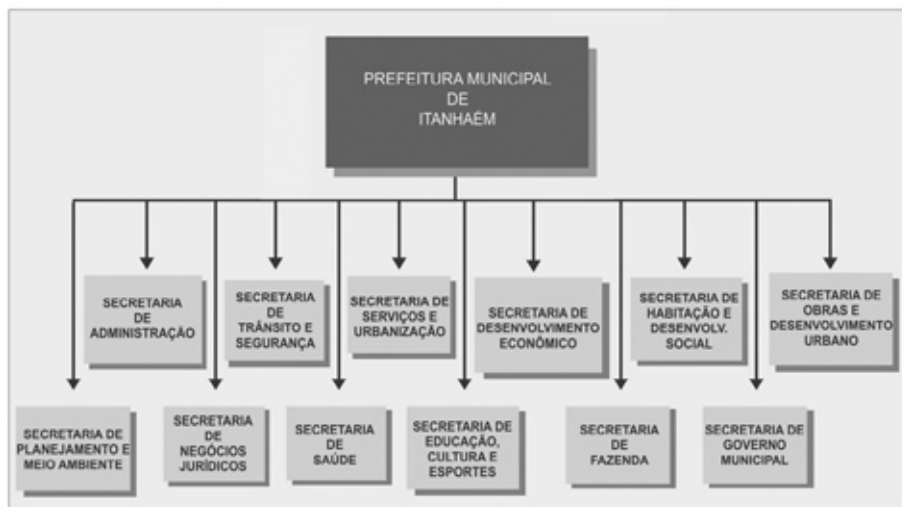 PREFEITURA MUNICIPAL
DE
ITANHAÉM
SECRETARIA
DE
ADMINISTRAÇÃO
SECRETARIA
DE
TRÂNSITO E
SEGURANÇA
SECRETARIA DE
SERVIÇOS E
URBANIZAÇÃO
SECRETARIA DE
DESENVOLVIMENTO
ECONÔMICO
SECRETARIA DE
HABITAÇÃO E
DESENVOLV.
SOCIAL
SECRETARIA DE
OBRAS E
DESENVOLVIMENTO
URBANO
SECRETARIA DE
PLANEJAMENTO E
MEIO AMBIENTE
SECRETARIA
DE
NEGÓCIOS
JURÍDICOS
SECRETARIA
DE
SAÚDE
SECRETARIA DE
EDUCAÇÃO,
CULTURA E
ESPORTES
SECRETARIA
DE
FAZENDA
SECRETARIA DE
GOVERNO
MUNICIPAL